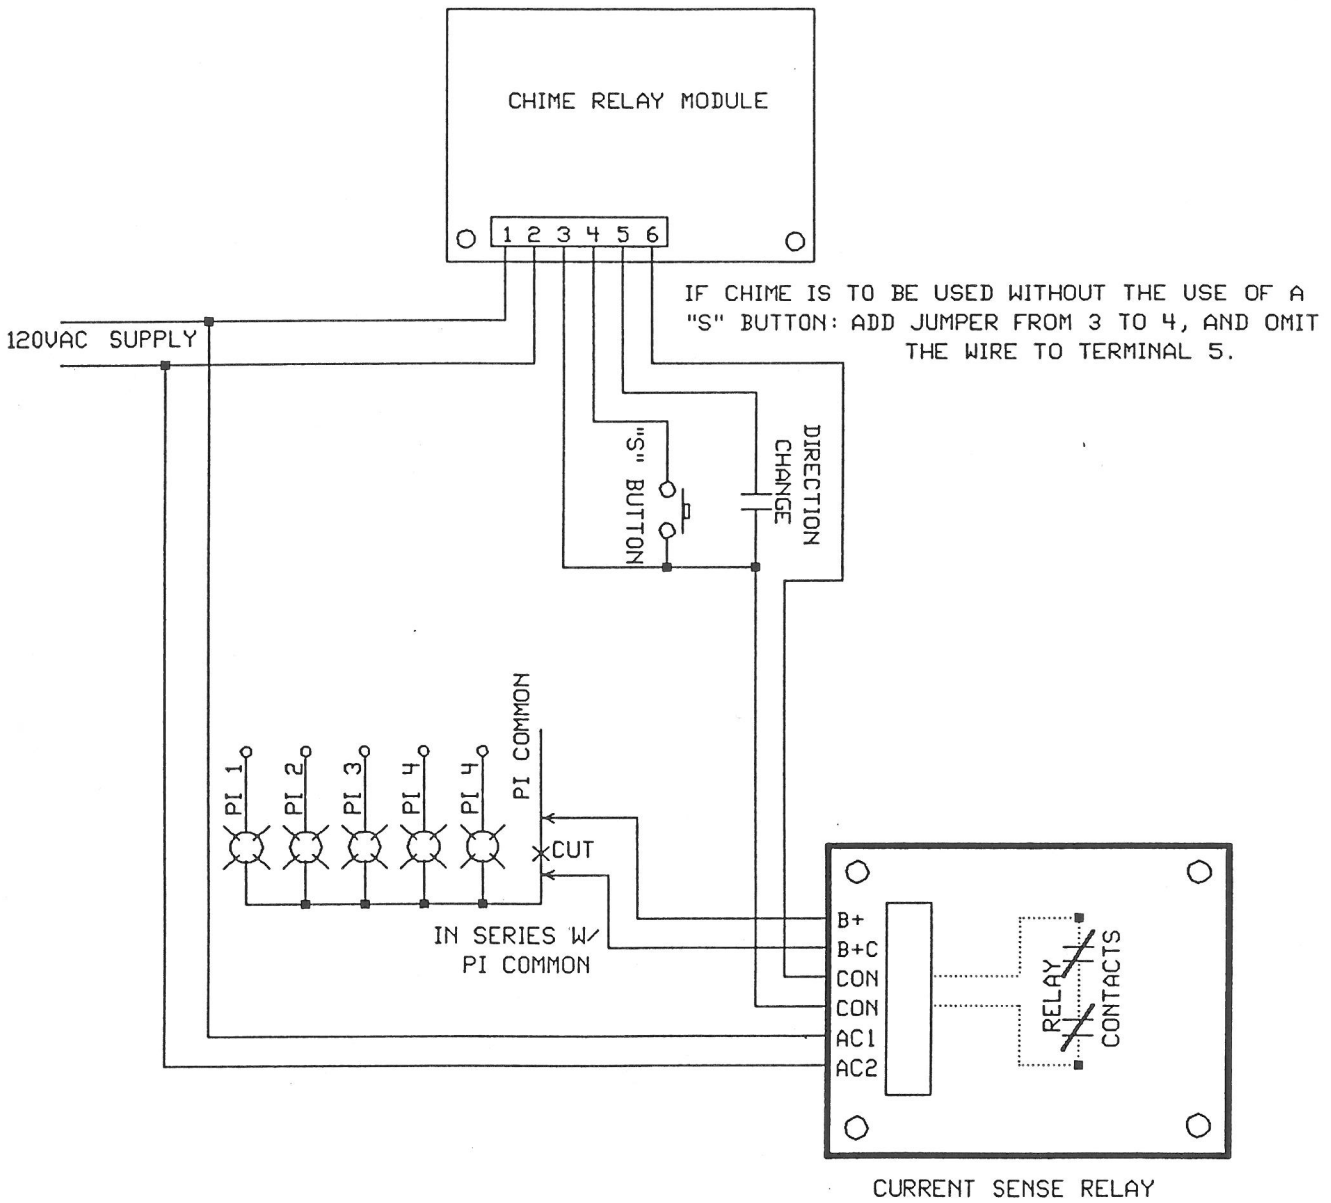 CHIME RELAY MODULE
1 2 3 4 5 6
IF CHIME IS TO BE USED WITHOUT THE USE OF A
"S" BUTTON: ADD JUMPER FROM 3 TO 4, AND OMIT
THE WIRE TO TERMINAL 5.
120VAC SUPPLY
"S" BUTTON
DIRECTION
CHANGE
PI 1
PI 2
PI 3
PI 4
PI 4
PI COMMON
CUT
IN SERIES W/
PI COMMON
B+
B+C
CON
CON
AC1
AC2
RELAY
CONTACTS
CURRENT SENSE RELAY